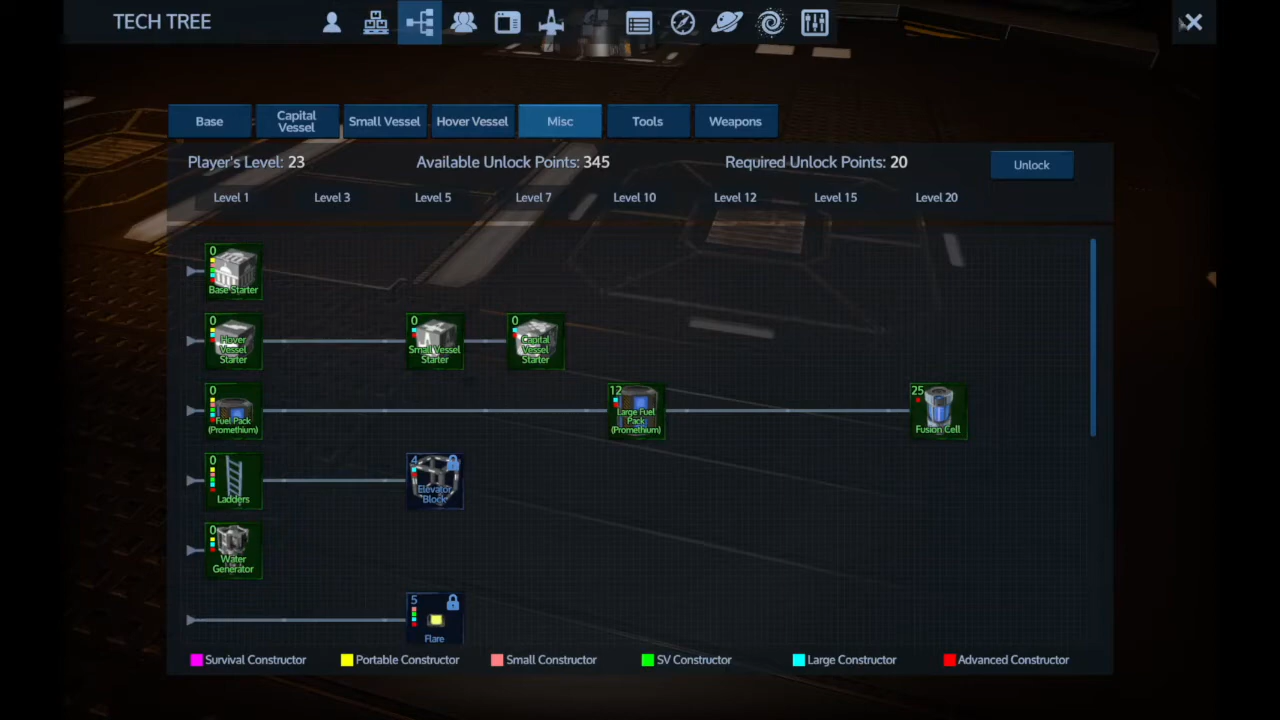 TECH TREE
Base
Capital
Vessel
Small Vessel
Hover Vessel
Misc
Tools
Weapons
Player's Level: 23
Available Unlock Points: 345
Required Unlock Points: 20
Unlock
Level 1
Level 3
Level 5
Level 7
Level 10
Level 12
Level 15
Level 20
0
Base Starter
0
Hover
Vessel
Starter
0
Small Vessel
Starter
0
Capital
Vessel
Starter
0
Fuel Pack
(Promethium)
12
Large Fuel
Pack
(Promethium)
25
Fusion Cell
0
Ladders
4
Elevator
Block
0
Water
Generator
5
Flare
Survival Constructor
Portable Constructor
Small Constructor
SV Constructor
Large Constructor
Advanced Constructor